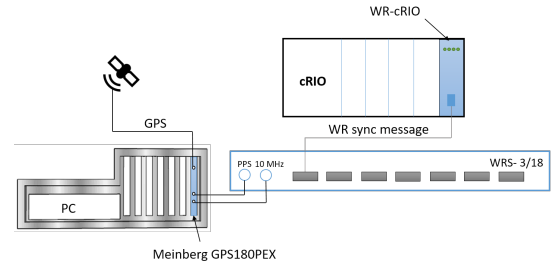 WR-cRIO
cRIO
GPS
WR sync message
PPS 10 MHz
WRS- 3/18
PC
Meinberg GPS180PEX